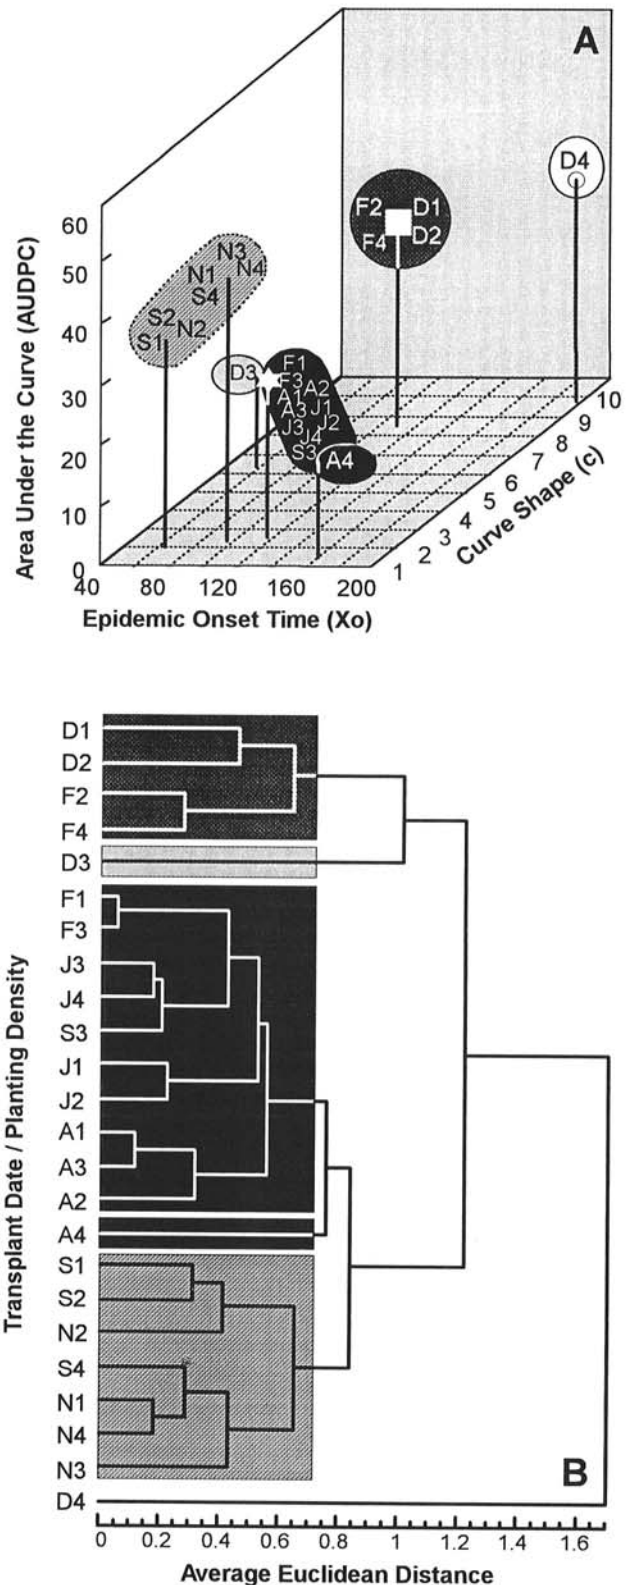 A
60
50
40
30
20
10
0
Area Under the Curve (AUDPC)
N3
N1 N4
S4
S2
S1 N2
D3
F1
F3
A1 A2
A3 J1
J3 J2
J4
S3
A4
F2 D1
F4 D2
D4
40 80 120 160 200
Epidemic Onset Time (Xo)
1 2 3 4 5 6 7 8 9 10
Curve Shape (c)
Transplant Date / Planting Density
D1
D2
F2
F4
D3
F1
F3
J3
J4
S3
J1
J2
A1
A3
A2
A4
S1
S2
N2
S4
N1
N4
N3
D4
B
0 0.2 0.4 0.6 0.8 1 1.2 1.4 1.6
Average Euclidean Distance